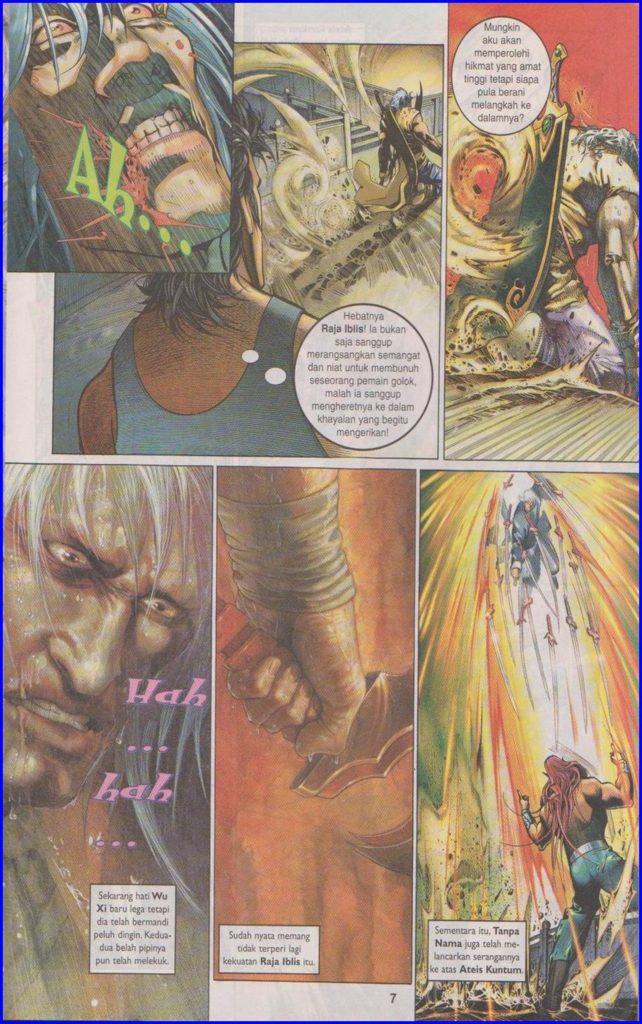 Ah...
Mungkin
aku akan
memperolehi
hikmat yang amat
tinggi tetapi siapa
pula berani
melangkah ke
dalamnya?
Hebatnya
Raja Iblis! Ia bukan
saja sanggup
merangsangkan semangat
dan niat untuk membunuh
seseorang pemain golok,
malah ia sanggup
mengheretnya ke dalam
khayalan yang begitu
mengerikan!
Hah
...
hah
...
Sekarang hati Wu
Xi baru lega tetapi
dia telah bermandi
peluh dingin. Kedua-
dua belah pipinya
pun telah melekuk.
Sudah nyata memang
tidak terperi lagi
kekuatan Raja Iblis itu.
Sementara itu, Tanpa
Nama juga telah me-
lancarkan serangannya
ke atas Ateis Kuntum.
7